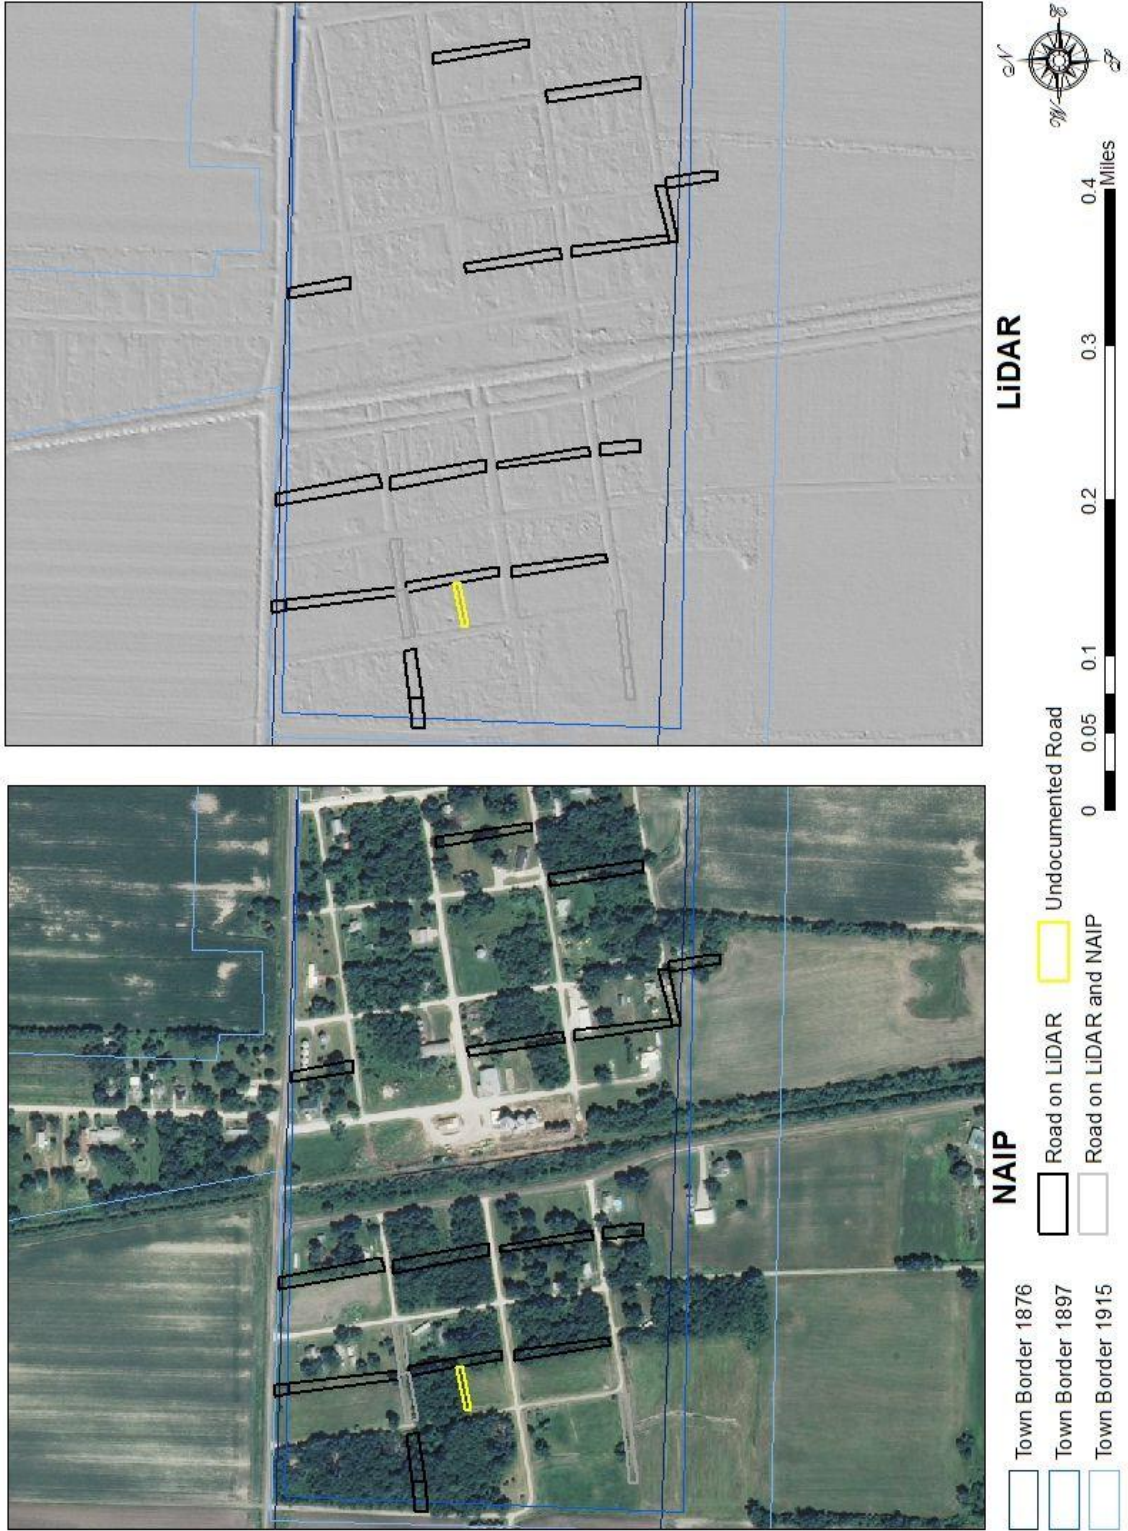 NAIP
LiDAR
Town Border 1876
Town Border 1897
Town Border 1915
Road on LiDAR
Road on LiDAR and NAIP
Undocumented Road
0 0.05 0.1 0.2 0.3 0.4
Miles
N
W E
S